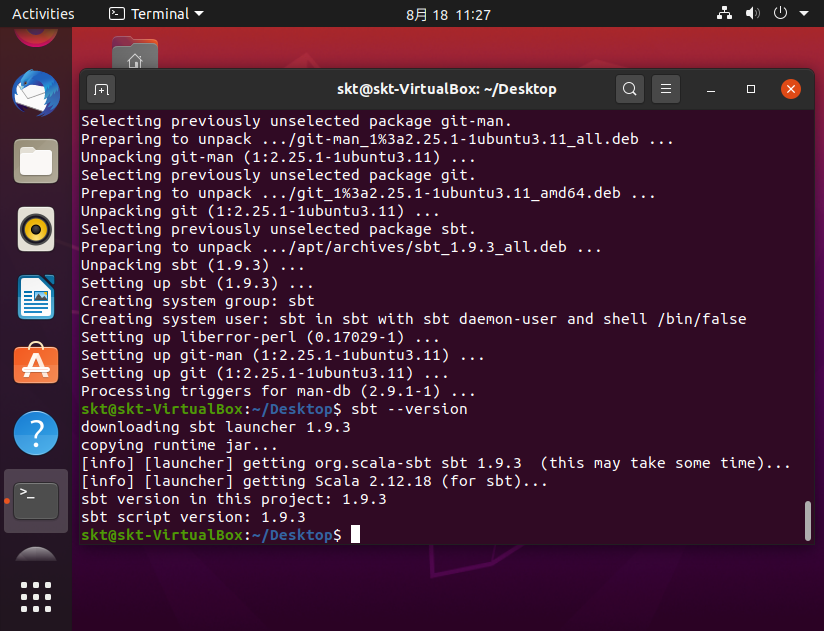 Activities
Terminal
8月 18 11:27
skt@skt-VirtualBox: ~/Desktop
Selecting previously unselected package git-man.
Preparing to unpack .../git-man_1%3a2.25.1-1ubuntu3.11_all.deb ...
Unpacking git-man (1:2.25.1-1ubuntu3.11) ...
Selecting previously unselected package git.
Preparing to unpack .../git_1%3a2.25.1-1ubuntu3.11_amd64.deb ...
Unpacking git (1:2.25.1-1ubuntu3.11) ...
Selecting previously unselected package sbt.
Preparing to unpack .../apt/archives/sbt_1.9.3_all.deb ...
Unpacking sbt (1.9.3) ...
Setting up sbt (1.9.3) ...
Creating system group: sbt
Creating system user: sbt in sbt with sbt daemon-user and shell /bin/false
Setting up liberror-perl (0.17029-1) ...
Setting up git-man (1:2.25.1-1ubuntu3.11) ...
Setting up git (1:2.25.1-1ubuntu3.11) ...
Processing triggers for man-db (2.9.1-1) ...
skt@skt-VirtualBox:~/Desktop$ sbt --version
downloading sbt launcher 1.9.3
copying runtime jar...
[info] [launcher] getting org.scala-sbt sbt 1.9.3  (this may take some time)...
[info] [launcher] getting Scala 2.12.18 (for sbt)...
sbt version in this project: 1.9.3
sbt script version: 1.9.3
skt@skt-VirtualBox:~/Desktop$